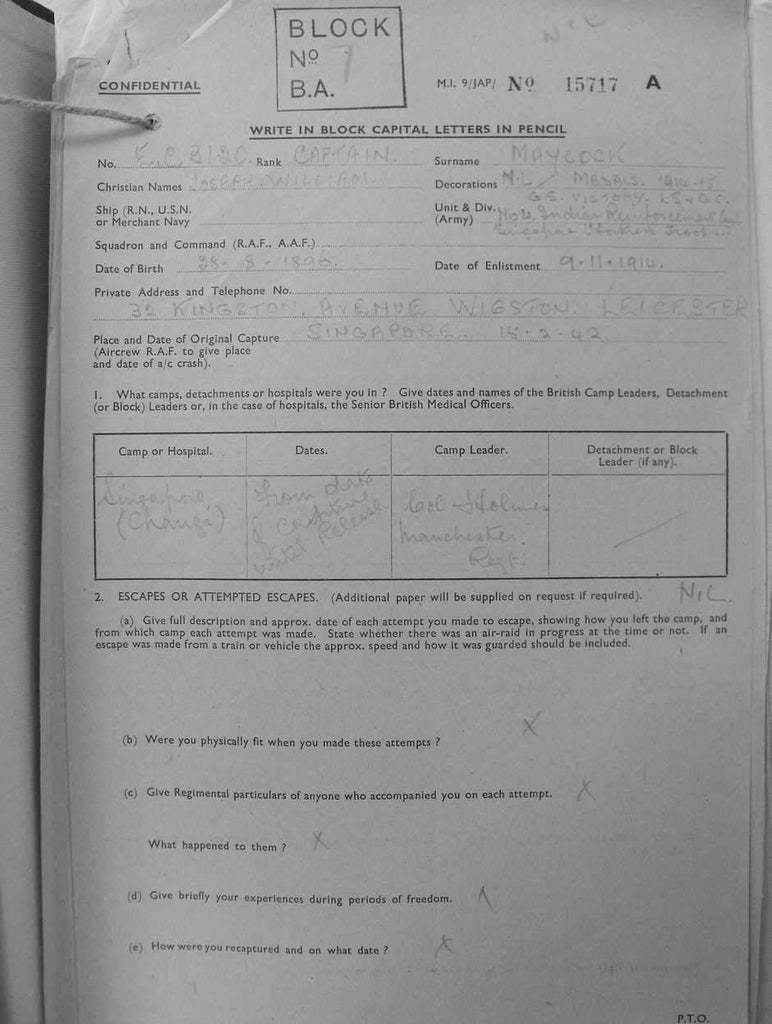 BLOCK
Nº 7
B.A.
NIL
CONFIDENTIAL
M.I. 9/JAP/ Nº 15717 A
WRITE IN BLOCK CAPITAL LETTERS IN PENCIL
No. E.C. 3120. Rank CAPTAIN. Surname MAYCOCK
Christian Names JOSEPH. WILLIAM. Decorations NIL / MEDALS. 1914-15
G.S. VICTORY. LS & GC.
Ship (R.N., U.S.N. or Merchant Navy Unit & Div. (Army) Indian Reinforcement
Singapore
Squadron and Command (R.A.F., A.A.F.)
Date of Birth 28. 8. 1896. Date of Enlistment 9.11.1914.
Private Address and Telephone No.
32 KINGSTON. AVENUE. WIGSTON. LEICESTER
Place and Date of Original Capture SINGAPORE. 15.2.42
(Aircrew R.A.F. to give place
and date of a/c crash).
1. What camps, detachments or hospitals were you in ? Give dates and names of the British Camp Leaders, Detachment
(or Block) Leaders or, in the case of hospitals, the Senior British Medical Officers.
Camp or Hospital. Dates. Camp Leader. Detachment or Block
Leader (if any).
Singapore from date Col Holmes
(Changi) of capture Manchester
until release Regt.
2. ESCAPES OR ATTEMPTED ESCAPES. (Additional paper will be supplied on request if required). NIL.
(a) Give full description and approx. date of each attempt you made to escape, showing how you left the camp, and
from which camp each attempt was made. State whether there was an air-raid in progress at the time or not. If an
escape was made from a train or vehicle the approx. speed and how it was guarded should be included.
(b) Were you physically fit when you made these attempts ? X
(c) Give Regimental particulars of anyone who accompanied you on each attempt. X
What happened to them ? X
(d) Give briefly your experiences during periods of freedom. X
(e) How were you recaptured and on what date ? X
P.T.O.